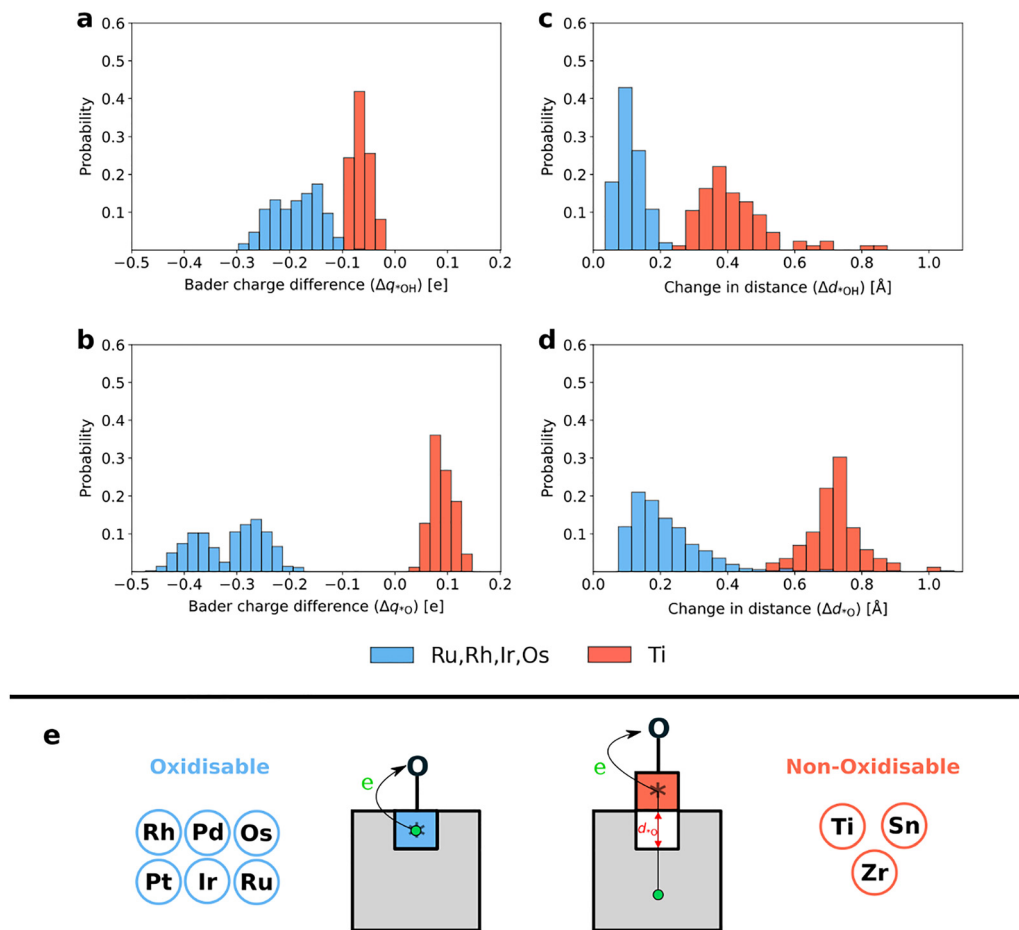 a
0.6
0.5
0.4
0.3
0.2
0.1
Probability
−0.5 −0.4 −0.3 −0.2 −0.1 0.0 0.1 0.2
Bader charge difference (Δq*OH) [e]
c
0.6
0.5
0.4
0.3
0.2
0.1
Probability
0.0 0.2 0.4 0.6 0.8 1.0
Change in distance (Δd*OH) [Å]
b
0.6
0.5
0.4
0.3
0.2
0.1
Probability
−0.5 −0.4 −0.3 −0.2 −0.1 0.0 0.1 0.2
Bader charge difference (Δq*O) [e]
d
0.6
0.5
0.4
0.3
0.2
0.1
Probability
0.0 0.2 0.4 0.6 0.8 1.0
Change in distance (Δd*O) [Å]
Ru,Rh,Ir,Os Ti
e
Oxidisable
Rh Pd Os
Pt Ir Ru
O
e
*
O
e
*
d*O
Non-Oxidisable
Ti Sn
Zr